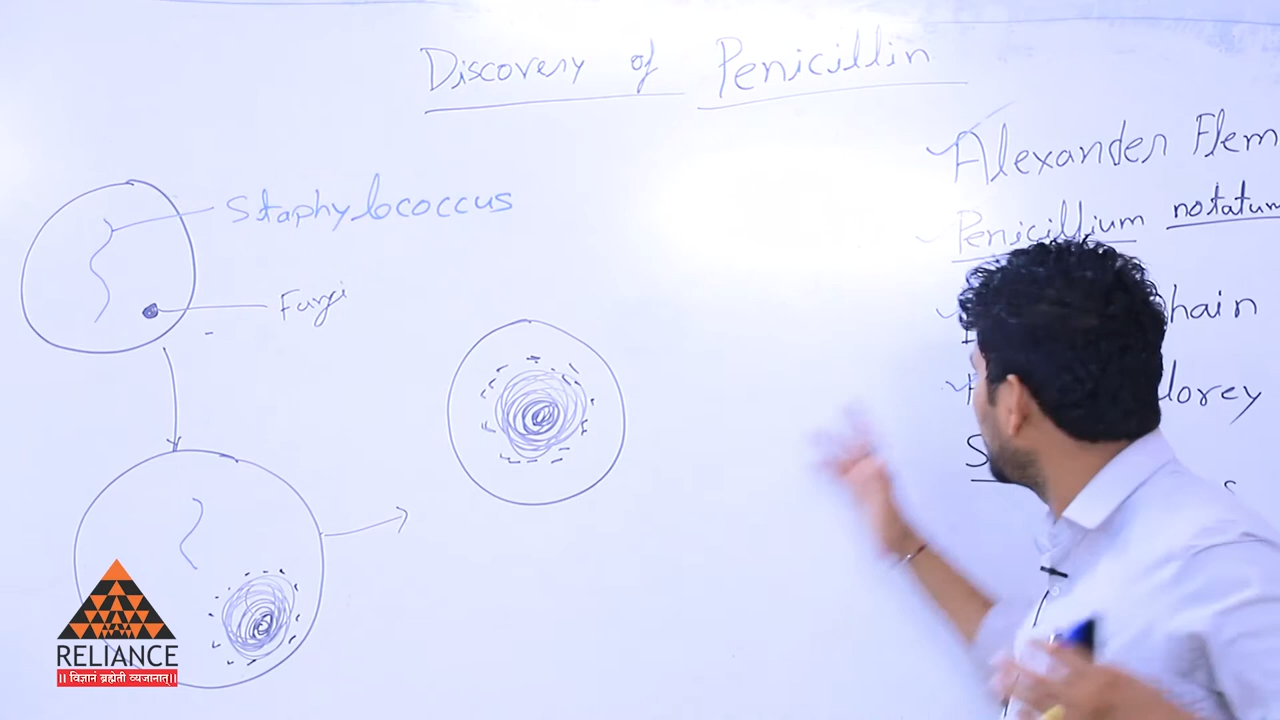 Discovery of Penicillin
Alexander Flem
Penicillium notatum
hain
lorey
S
Staphylococcus
Fungi
RELIANCE
।। विज्ञानं ब्रह्मेती व्यजानात्।।